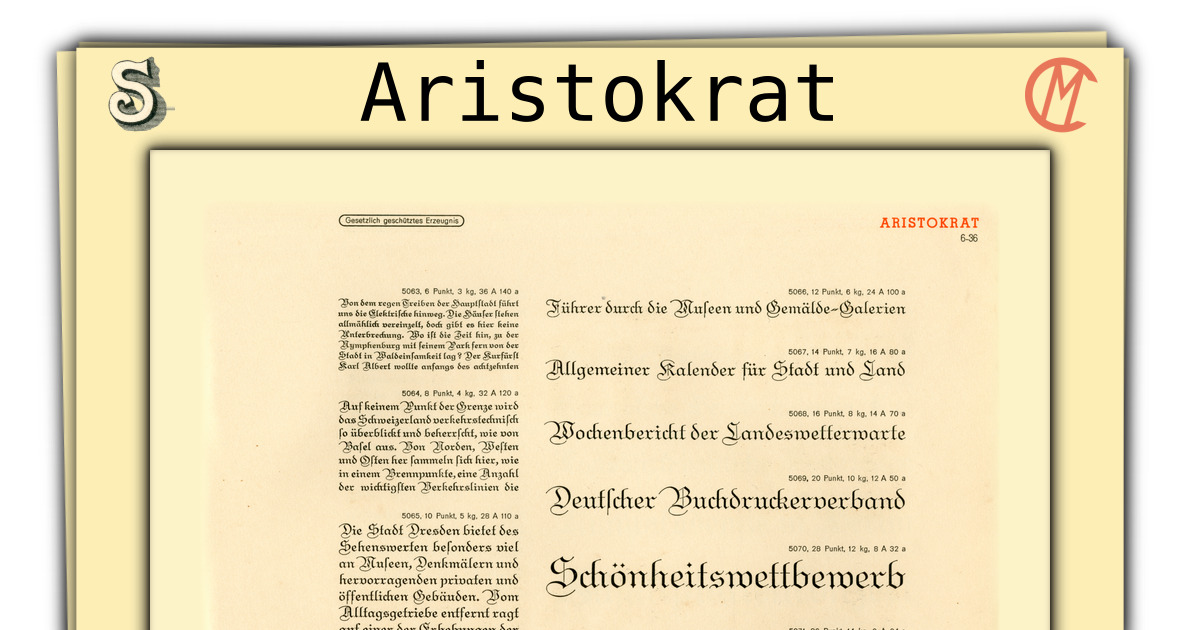 Aristokrat
Gesetzlich geschütztes Erzeugnis
ARISTOKRAT
6-36
5063, 6 Punkt, 3 kg, 36 A 140 a
Von dem regen Treiben der Hauptſtadt führt
uns die Elektriſche hinweg. Die Häuſer ſtehen
allmählich vereinzelt, doch gibt es hier keine
Unterbrechung. Wo iſt die Zeit hin, zu der
Nymphenburg mit ſeinem Park fern von der
Stadt in Waldeinſamkeit lag? Der Kurfürſt
Karl Albert wollte anfangs des achtzehnten
5064, 8 Punkt, 4 kg, 32 A 120 a
Auf keinem Punkt der Grenze wird
das Schweizerland verkehrstechniſch
ſo überblickt und beherrſcht, wie von
Baſel aus. Von Norden, Weſten
und Oſten her ſammeln ſich hier, wie
in einem Brennpunkte, eine Anzahl
der wichtigſten Verkehrslinien die
5065, 10 Punkt, 5 kg, 28 A 110 a
Die Stadt Dresden bietet des
Sehenswerten beſonders viel
an Muſeen, Denkmälern und
hervorragenden privaten und
öffentlichen Gebäuden. Vom
Alltagsgetriebe entfernt ragt
auf einer der Erhebungen der
5066, 12 Punkt, 6 kg, 24 A 100 a
Führer durch die Muſeen und Gemälde-Galerien
5067, 14 Punkt, 7 kg, 16 A 80 a
Allgemeiner Kalender für Stadt und Land
5068, 16 Punkt, 8 kg, 14 A 70 a
Wochenbericht der Landeswetterwarte
5069, 20 Punkt, 10 kg, 12 A 50 a
Deutſcher Buchdruckerverband
5070, 28 Punkt, 12 kg, 8 A 32 a
Schönheitswettbewerb